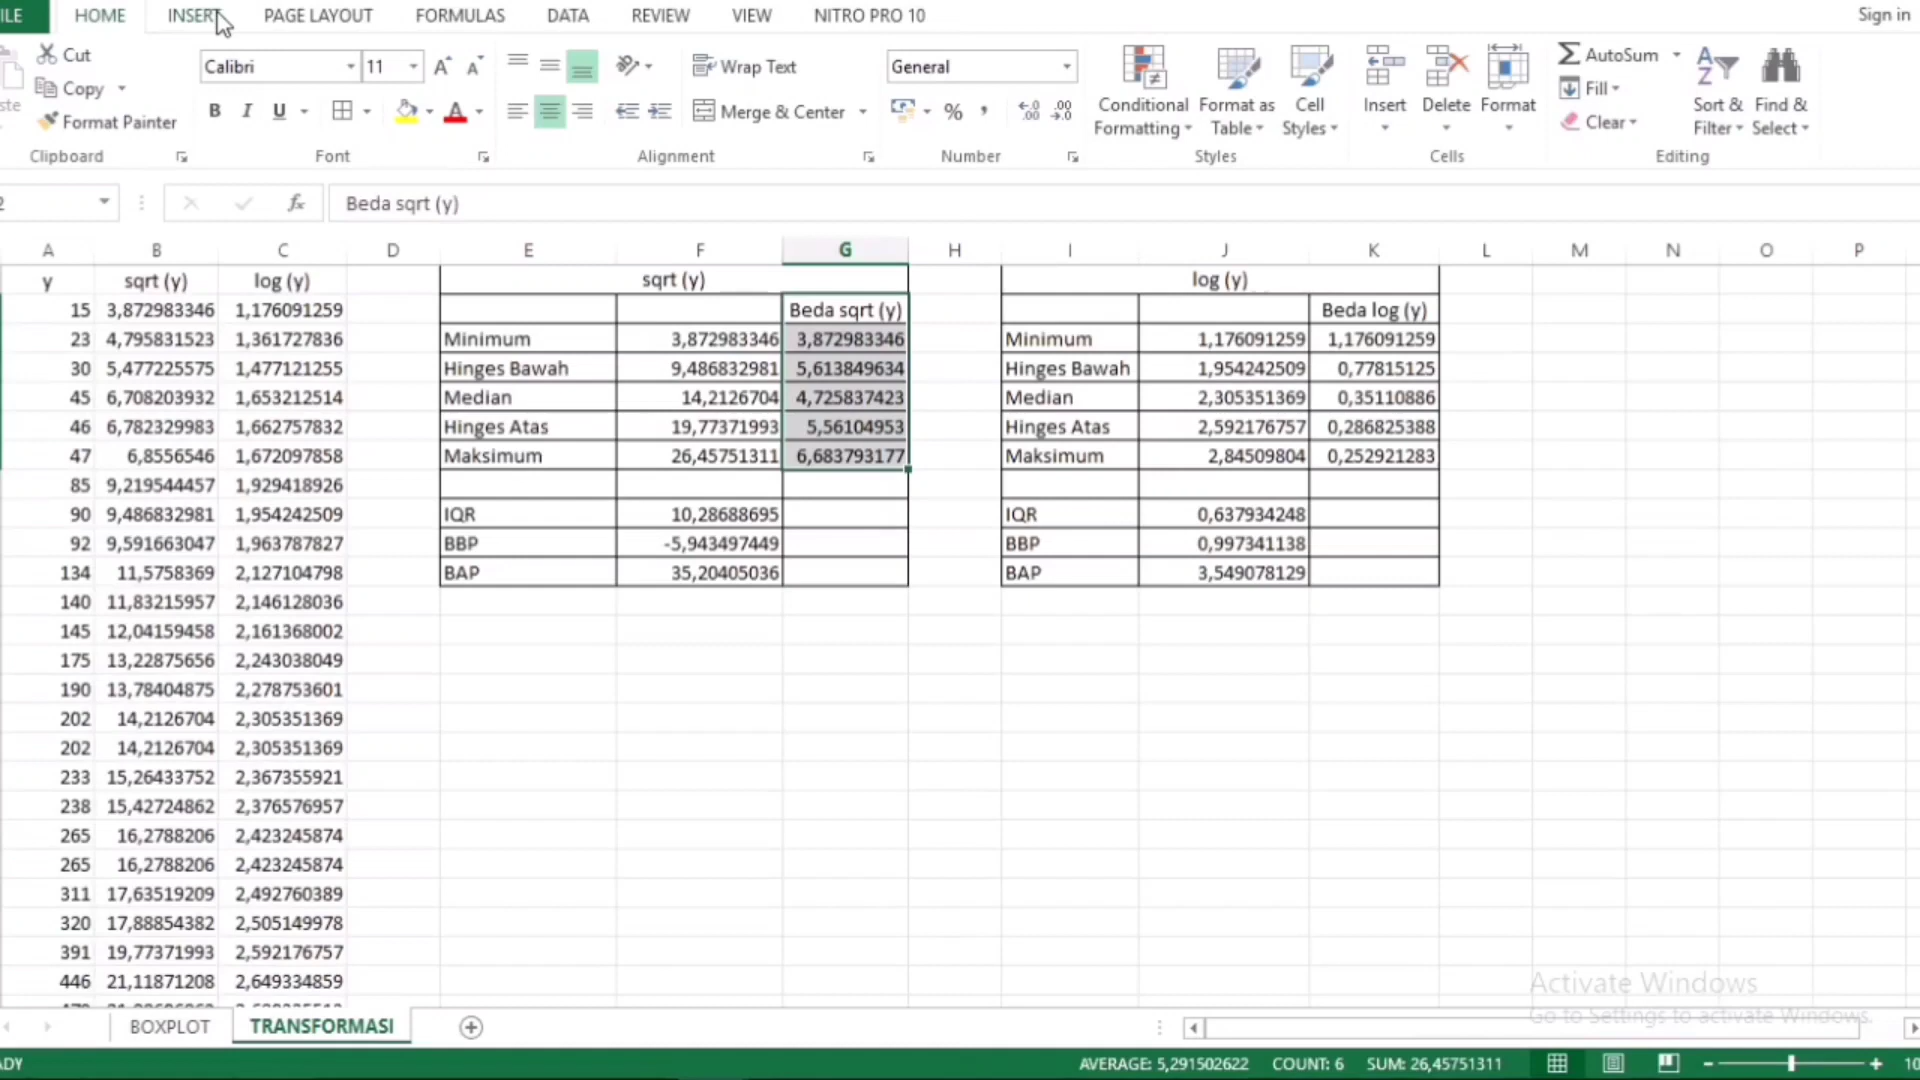 ILE HOME INSERT PAGE LAYOUT FORMULAS DATA REVIEW VIEW NITRO PRO 10 Sign in
Cut
Copy
Format Painter
ste
Clipboard
Calibri 11
B I U
Font
Wrap Text
Merge & Center
Alignment
General
%
Number
Conditional Formatting
Format as Table
Cell Styles
Styles
Insert
Delete
Format
Cells
AutoSum
Fill
Clear
Sort & Filter
Find & Select
Editing
2 fx Beda sqrt (y)
A B C D E F G H I J K L M N O P
y sqrt (y) log (y) sqrt (y) log (y)
15 3,872983346 1,176091259 Beda sqrt (y) Beda log (y)
23 4,795831523 1,361727836 Minimum 3,872983346 3,872983346 Minimum 1,176091259 1,176091259
30 5,477225575 1,477121255 Hinges Bawah 9,486832981 5,613849634 Hinges Bawah 1,954242509 0,77815125
45 6,708203932 1,653212514 Median 14,2126704 4,725837423 Median 2,305351369 0,35110886
46 6,782329983 1,662757832 Hinges Atas 19,77371993 5,56104953 Hinges Atas 2,592176757 0,286825388
47 6,8556546 1,672097858 Maksimum 26,45751311 6,683793177 Maksimum 2,84509804 0,252921283
85 9,219544457 1,929418926
90 9,486832981 1,954242509 IQR 10,28688695 IQR 0,637934248
92 9,591663047 1,963787827 BBP -5,943497449 BBP 0,997341138
134 11,5758369 2,127104798 BAP 35,20405036 BAP 3,549078129
140 11,83215957 2,146128036
145 12,04159458 2,161368002
175 13,22875656 2,243038049
190 13,78404875 2,278753601
202 14,2126704 2,305351369
202 14,2126704 2,305351369
233 15,26433752 2,367355921
238 15,42724862 2,376576957
265 16,2788206 2,423245874
265 16,2788206 2,423245874
311 17,63519209 2,492760389
320 17,88854382 2,505149978
391 19,77371993 2,592176757
446 21,11871208 2,649334859
Activate Windows
Go to Settings to activate Windows.
BOXPLOT TRANSFORMASI
ADY AVERAGE: 5,291502622 COUNT: 6 SUM: 26,45751311 10